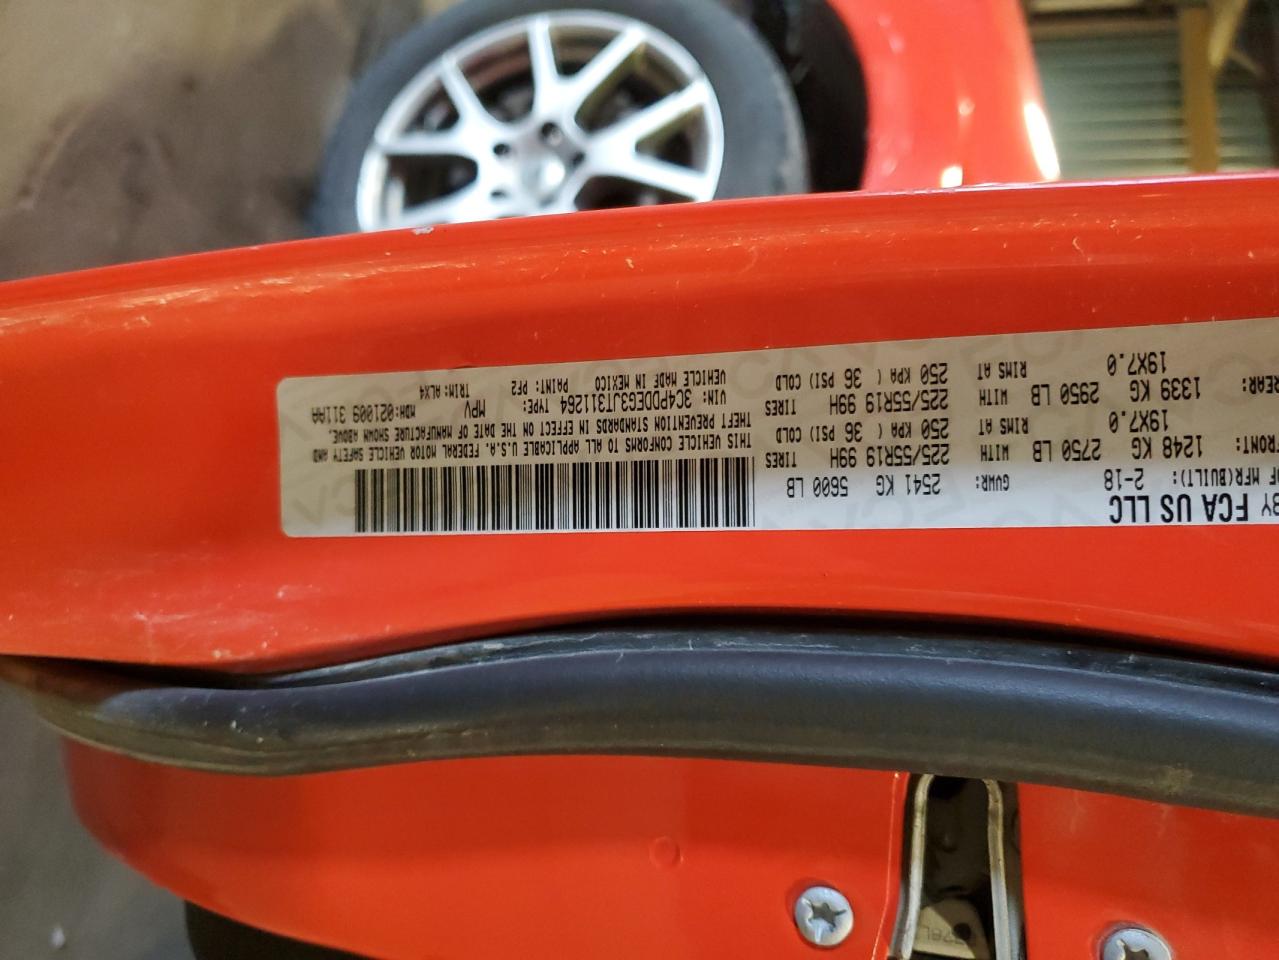 BY FCA US LLC
OF MFR(BUILT): 2-18 GVWR: 2541 KG 5600 LB
FRONT: 1248 KG 2750 LB WITH 225/55R19 99H TIRES
19X7.0 RIMS AT 250 KPA ( 36 PSI) COLD
REAR: 1339 KG 2950 LB WITH 225/55R19 99H TIRES
19X7.0 RIMS AT 250 KPA ( 36 PSI) COLD
THIS VEHICLE CONFORMS TO ALL APPLICABLE U.S.A. FEDERAL MOTOR VEHICLE SAFETY AND
THEFT PREVENTION STANDARDS IN EFFECT ON THE DATE OF MANUFACTURE SHOWN ABOVE.
VIN: 3C4PDDEG3JT311264 TYPE: MPV MDH:021009 311AA
VEHICLE MADE IN MEXICO PAINT: PF2 TRIM:ALX4